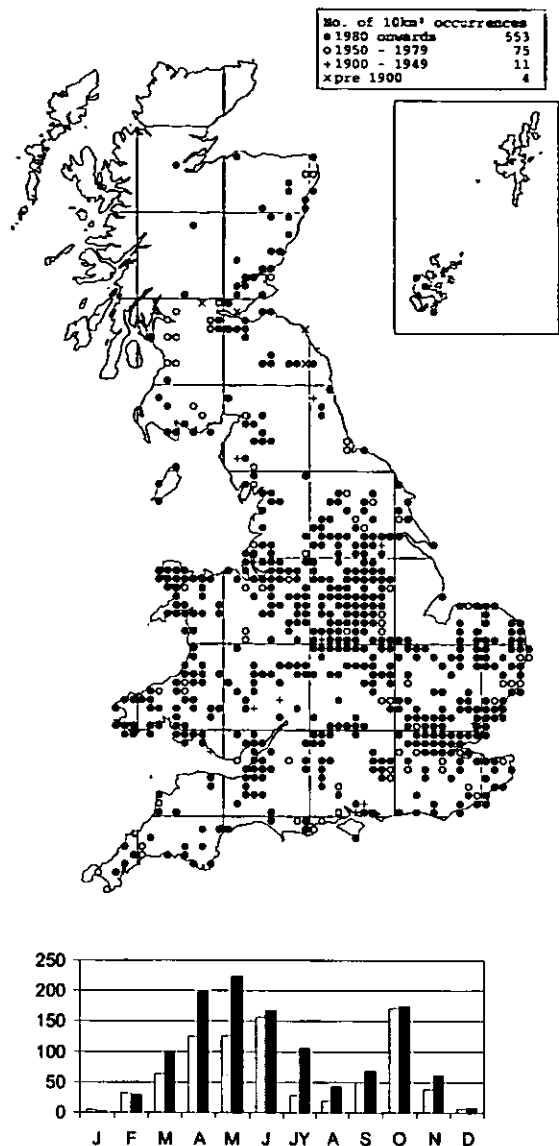 No. of 10km² occurrences
● 1980 onwards 553
○ 1950 - 1979 75
+ 1900 - 1949 11
× pre 1900 4
250
200
150
100
50
0
J F M A M J JY A S O N D